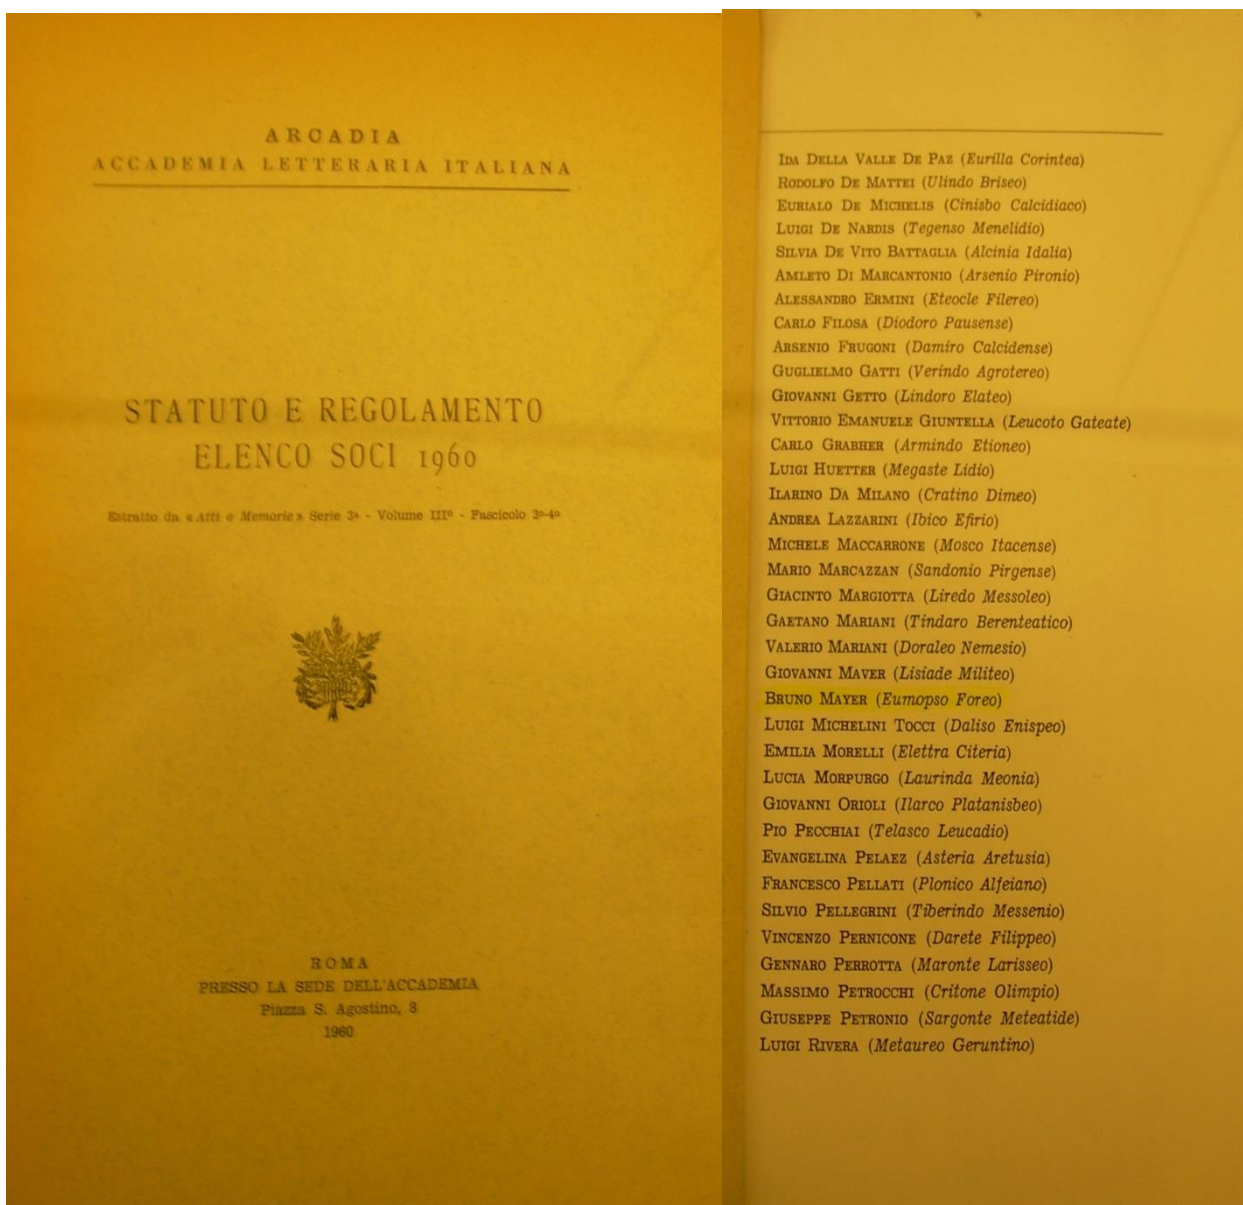 ARCADIA
ACCADEMIA LETTERARIA ITALIANA
STATUTO E REGOLAMENTO
ELENCO SOCI 1960
Estratto da « Atti e Memorie » Serie 3ª - Volume IIIº - Fascicolo 3º-4º
ROMA
PRESSO LA SEDE DELL'ACCADEMIA
Piazza S. Agostino, 8
1960
IDA DELLA VALLE DE PAZ (Eurilla Corintea)
RODOLFO DE MATTEI (Ulindo Briseo)
EURIALO DE MICHELIS (Cinisbo Calcidiaco)
LUIGI DE NARDIS (Tegenso Menelidio)
SILVIA DE VITO BATTAGLIA (Alcinia Idalia)
AMLETO DI MARCANTONIO (Arsenio Pironio)
ALESSANDRO ERMINI (Eteocle Filereo)
CARLO FILOSA (Diodoro Pausense)
ARSENIO FRUGONI (Damiro Calcidense)
GUGLIELMO GATTI (Verindo Agrotereo)
GIOVANNI GETTO (Lindoro Elateo)
VITTORIO EMANUELE GIUNTELLA (Leucoto Gateate)
CARLO GRABHER (Armindo Etioneo)
LUIGI HUETTER (Megaste Lidio)
ILARINO DA MILANO (Cratino Dimeo)
ANDREA LAZZARINI (Ibico Efirio)
MICHELE MACCARRONE (Mosco Itacense)
MARIO MARCAZZAN (Sandonio Pirgense)
GIACINTO MARGIOTTA (Liredo Messoleo)
GAETANO MARIANI (Tindaro Berenteatico)
VALERIO MARIANI (Doraleo Nemesio)
GIOVANNI MAVER (Lisiade Militeo)
BRUNO MAYER (Eumopso Foreo)
LUIGI MICHELINI TOCCI (Daliso Enispeo)
EMILIA MORELLI (Elettra Citeria)
LUCIA MORPURGO (Laurinda Meonia)
GIOVANNI ORIOLI (Ilarco Platanisbeo)
PIO PECCHIAI (Telasco Leucadio)
EVANGELINA PELAEZ (Asteria Aretusia)
FRANCESCO PELLATI (Plonico Alfeiano)
SILVIO PELLEGRINI (Tiberindo Messenio)
VINCENZO PERNICONE (Darete Filippeo)
GENNARO PERROTTA (Maronte Larisseo)
MASSIMO PETROCCHI (Critone Olimpio)
GIUSEPPE PETRONIO (Sargonte Meteatide)
LUIGI RIVERA (Metaureo Geruntino)